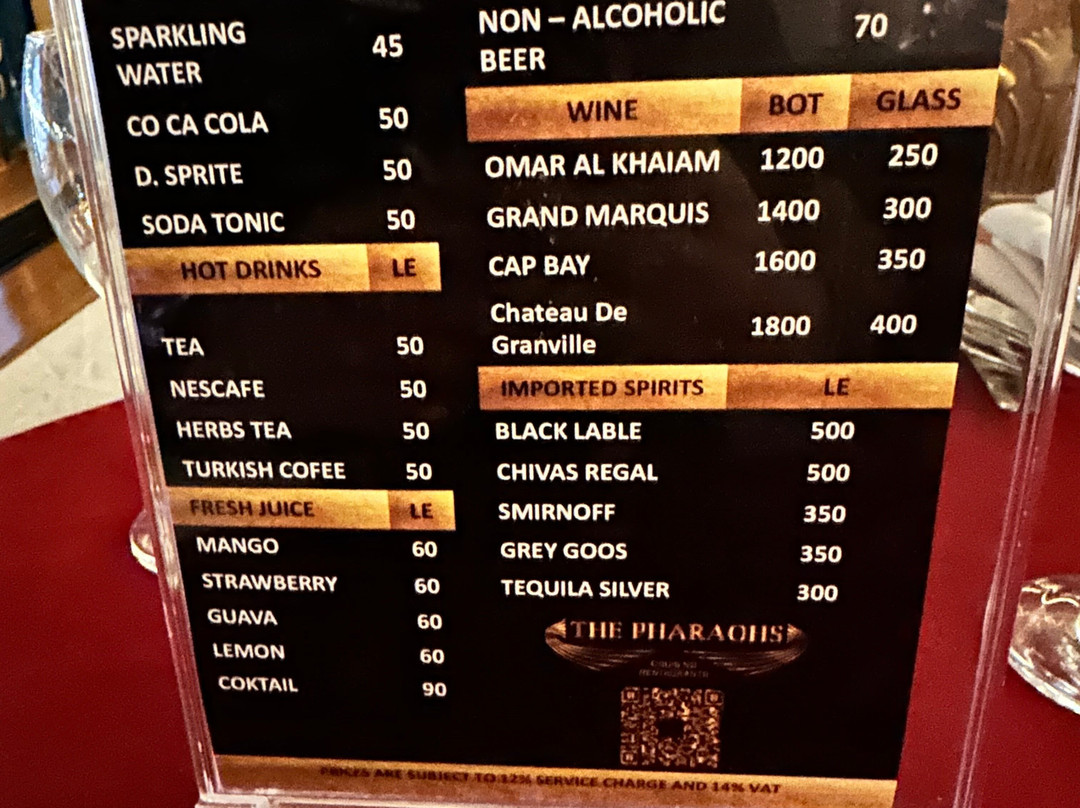 SPARKLING
WATER 45
CO CA COLA 50
D. SPRITE 50
SODA TONIC 50
HOT DRINKS LE
TEA 50
NESCAFE 50
HERBS TEA 50
TURKISH COFEE 50
FRESH JUICE LE
MANGO 60
STRAWBERRY 60
GUAVA 60
LEMON 60
COKTAIL 90
NON – ALCOHOLIC 70
BEER
WINE BOT GLASS
OMAR AL KHAIAM 1200 250
GRAND MARQUIS 1400 300
CAP BAY 1600 350
Chateau De
Granville 1800 400
IMPORTED SPIRITS LE
BLACK LABLE 500
CHIVAS REGAL 500
SMIRNOFF 350
GREY GOOS 350
TEQUILA SILVER 300
THE PHARAOHS
PRICES ARE SUBJECT TO 12% SERVICE CHARGE AND 14% VAT